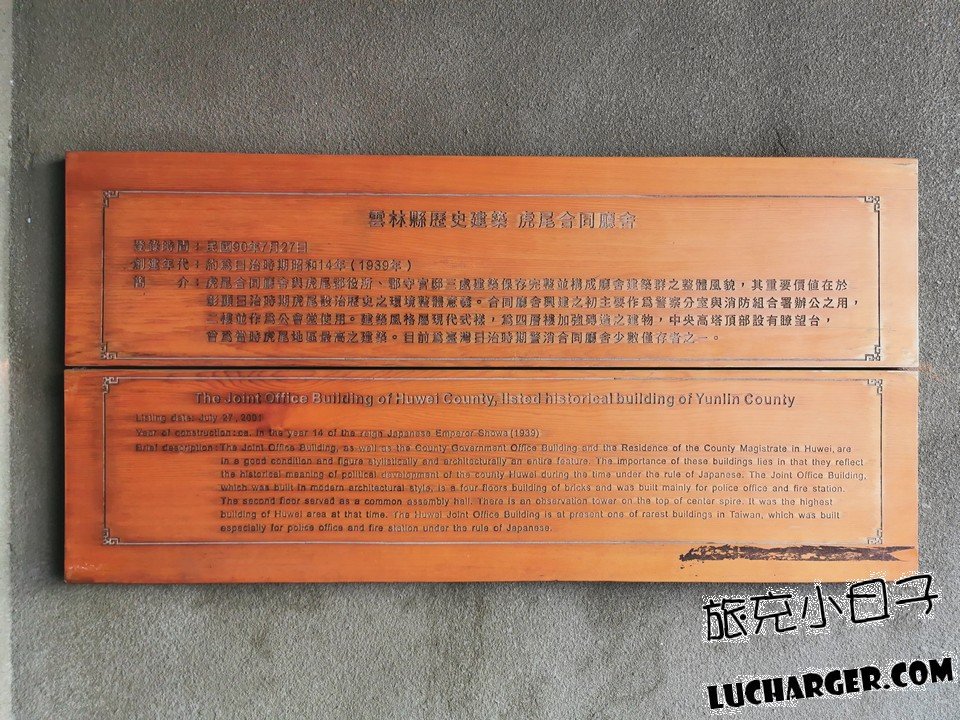 雲林縣歷史建築 虎尾合同廳舍
登錄時間：民國90年7月27日
創建年代：約為日治時期昭和14年（1939年）
簡　　介：虎尾合同廳舍與虎尾郡役所、郡守官邸三處建築保存完整並構成廳舍建築群之整體風貌，其重要價值在於
彰顯日治時期虎尾政治歷史之環境整體意義。合同廳舍興建之初主要作為警察分室與消防組合署辦公之用，
二樓並作為公會堂使用。建築風格屬現代式樣，為四層樓加強磚造之建物，中央高塔頂部設有瞭望台，
曾為當時虎尾地區最高之建築。目前為臺灣日治時期警消合同廳舍少數僅存者之一。
The Joint Office Building of Huwei County, listed historical building of Yunlin County
Listing date: July 27, 2001
Year of construction: ca. in the year 14 of the reign Japanese Emperor Showa (1939)
Brief description: The Joint Office Building, as well as the County Government Office Building and the Residence of the County Magistrate in Huwei, are
in a good condition and figure stylistically and architecturally an entire feature. The importance of these buildings lies in that they reflect
the historical meaning of political development of the county Huwei during the time under the rule of Japanese. The Joint Office Building,
which was built in modern architectural style, is a four floors building of bricks and was built mainly for police office and fire station.
The second floor served as a common assembly hall. There is an observation tower on the top of center spire. It was the highest
building of Huwei area at that time. The Huwei Joint Office Building is at present one of rarest buildings in Taiwan, which was built
especially for police office and fire station under the rule of Japanese.
旅充小日子
LUCHARGER.COM